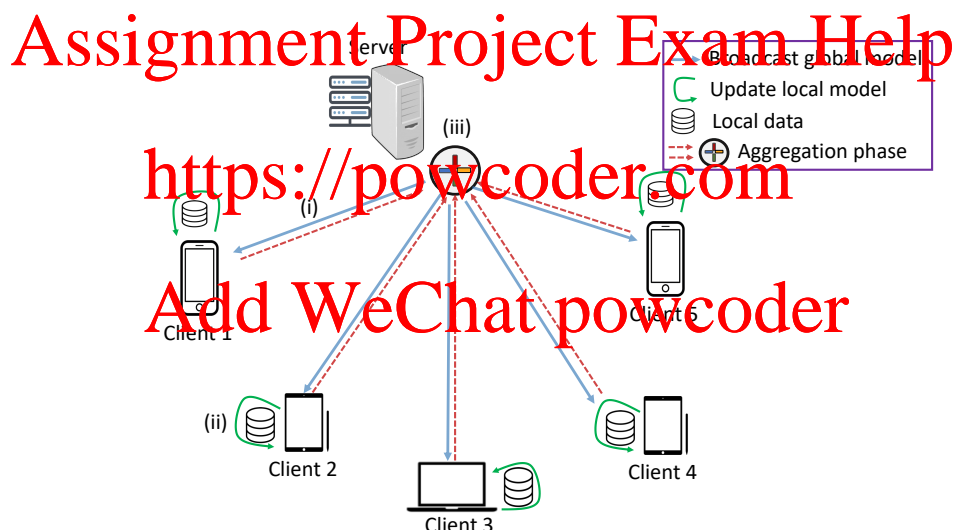 Assignment Project Exam Help
Server
Broadcast global model
Update local model
Local data
Aggregation phase
(iii)
https://powcoder.com
(i)
Add WeChat powcoder
Client 1
Client 5
(ii)
Client 2
Client 4
Client 3